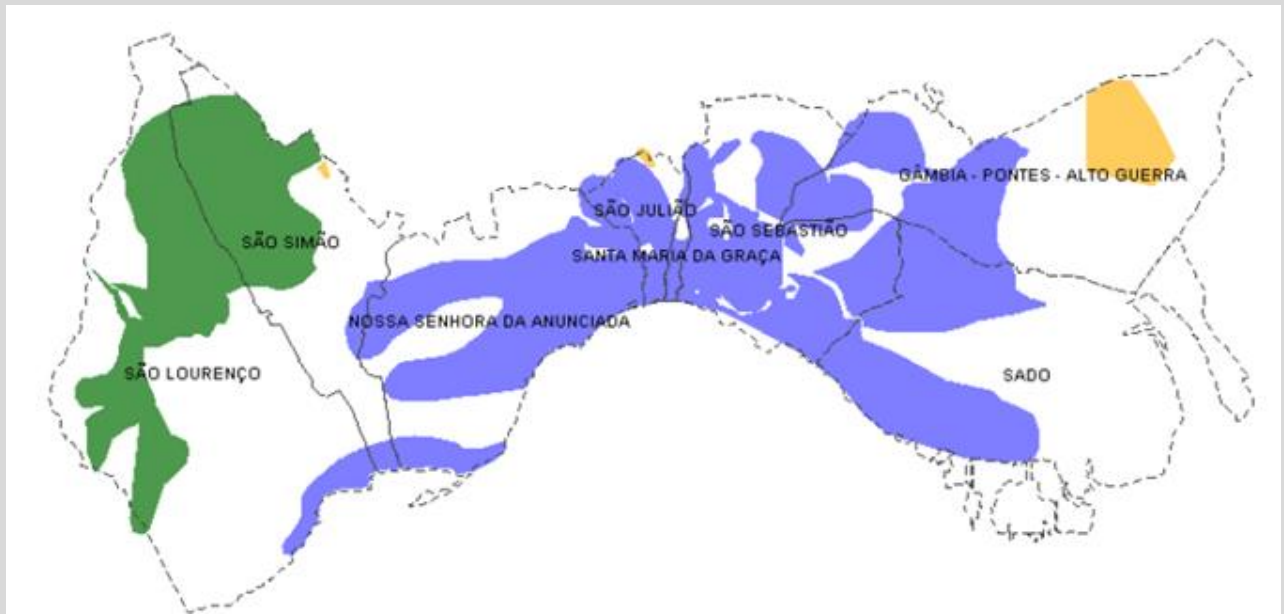 GÂMBIA - PONTES - ALTO GUERRA
SÃO JULIÃO
SÃO SEBASTIÃO
SÃO SIMÃO
SANTA MARIA DA GRAÇA
NOSSA SENHORA DA ANUNCIADA
SÃO LOURENÇO
SADO